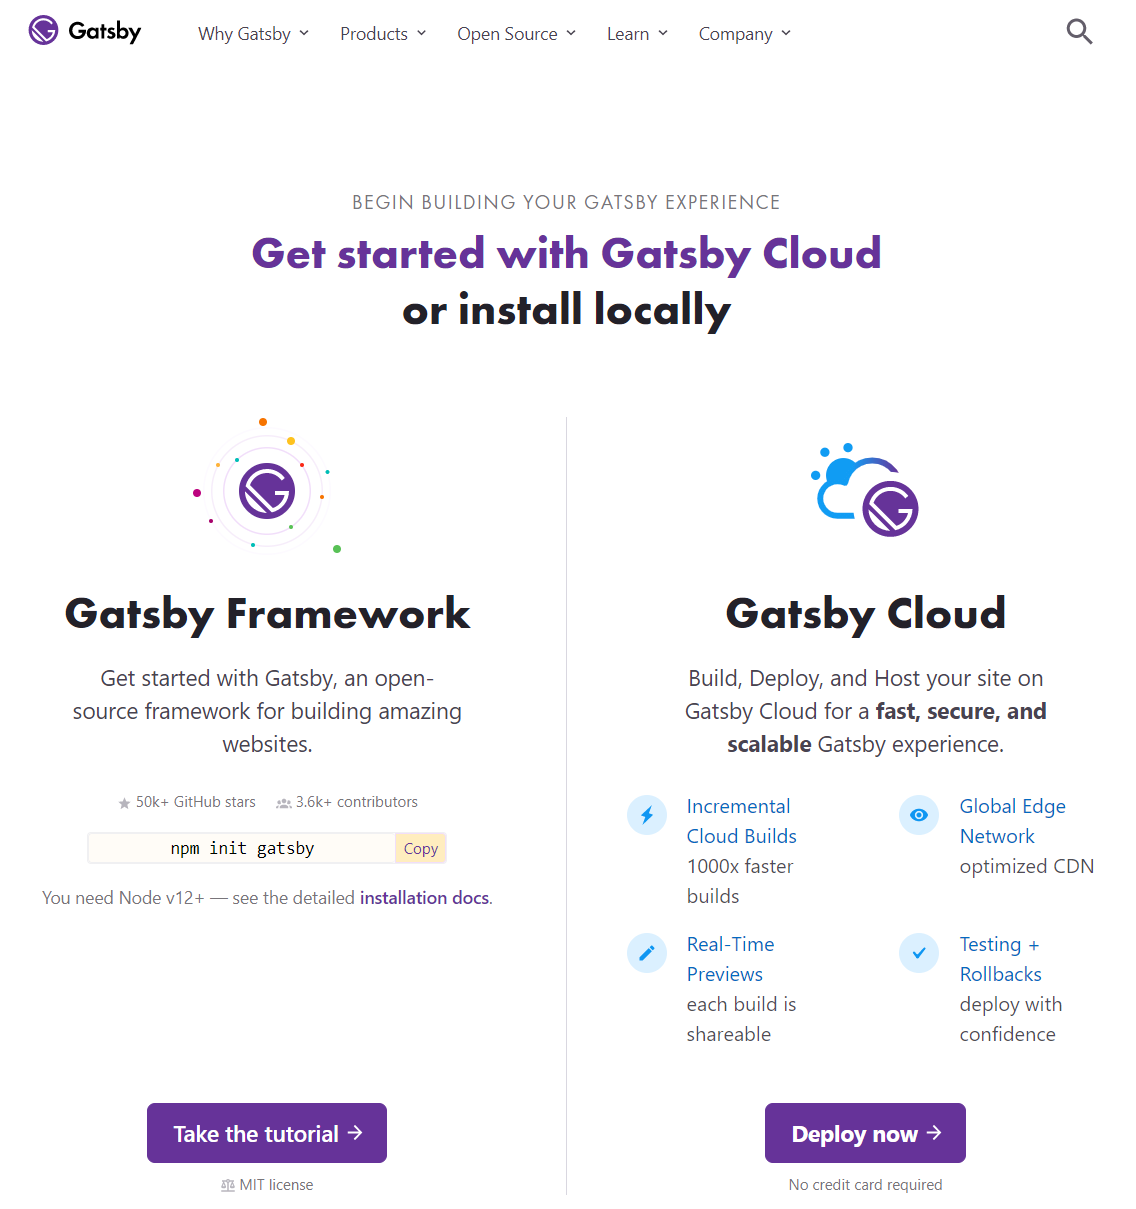 Gatsby
Why Gatsby
Products
Open Source
Learn
Company
BEGIN BUILDING YOUR GATSBY EXPERIENCE
Get started with Gatsby Cloud
or install locally
Gatsby Framework
Get started with Gatsby, an open-
source framework for building amazing
websites.
50k+ GitHub stars
3.6k+ contributors
npm init gatsby
Copy
You need Node v12+ — see the detailed installation docs.
Take the tutorial →
MIT license
Gatsby Cloud
Build, Deploy, and Host your site on
Gatsby Cloud for a fast, secure, and
scalable Gatsby experience.
Incremental
Cloud Builds
1000x faster
builds
Global Edge
Network
optimized CDN
Real-Time
Previews
each build is
shareable
Testing +
Rollbacks
deploy with
confidence
Deploy now →
No credit card required